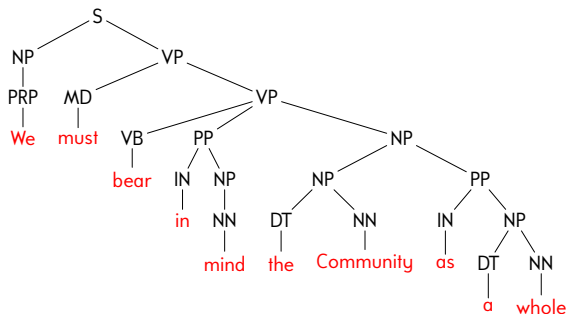 S
NP VP
PRP MD VP
We must VB PP NP
bear IN NP NP PP
in NN DT NN IN NP
mind the Community as DT NN
a whole